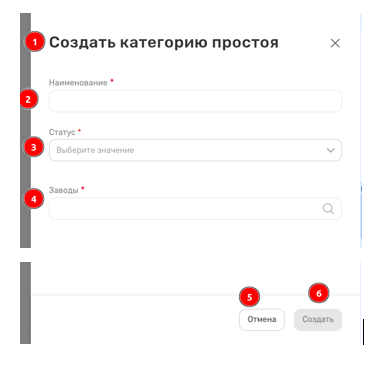 1 Создать категорию простоя
Наименование *
2
Статус *
3 Выберите значение
Заводы *
4
5 6
Отмена Создать